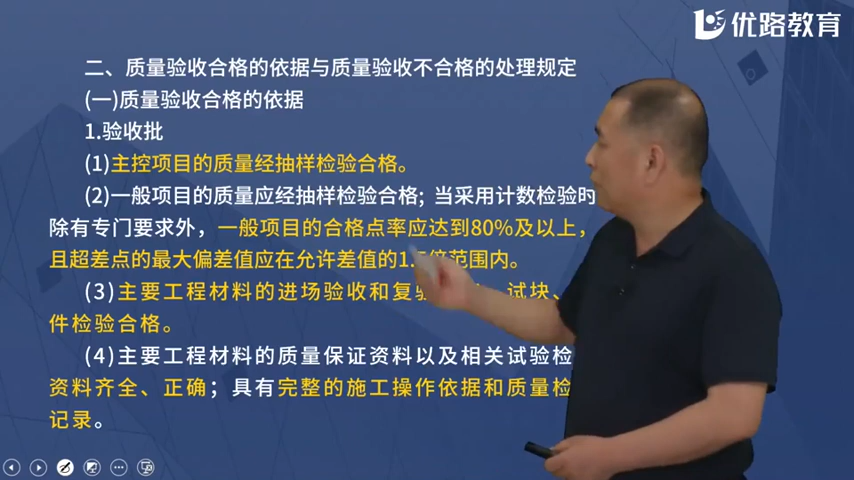 优路教育
二、质量验收合格的依据与质量验收不合格的处理规定
(一)质量验收合格的依据
1.验收批
(1)主控项目的质量经抽样检验合格。
(2)一般项目的质量应经抽样检验合格; 当采用计数检验时
除有专门要求外，一般项目的合格点率应达到80%及以上，
且超差点的最大偏差值应在允许差值的1.5倍范围内。
(3)主要工程材料的进场验收和复验 试块、
件检验合格。
(4)主要工程材料的质量保证资料以及相关试验检
资料齐全、正确；具有完整的施工操作依据和质量检
记录。